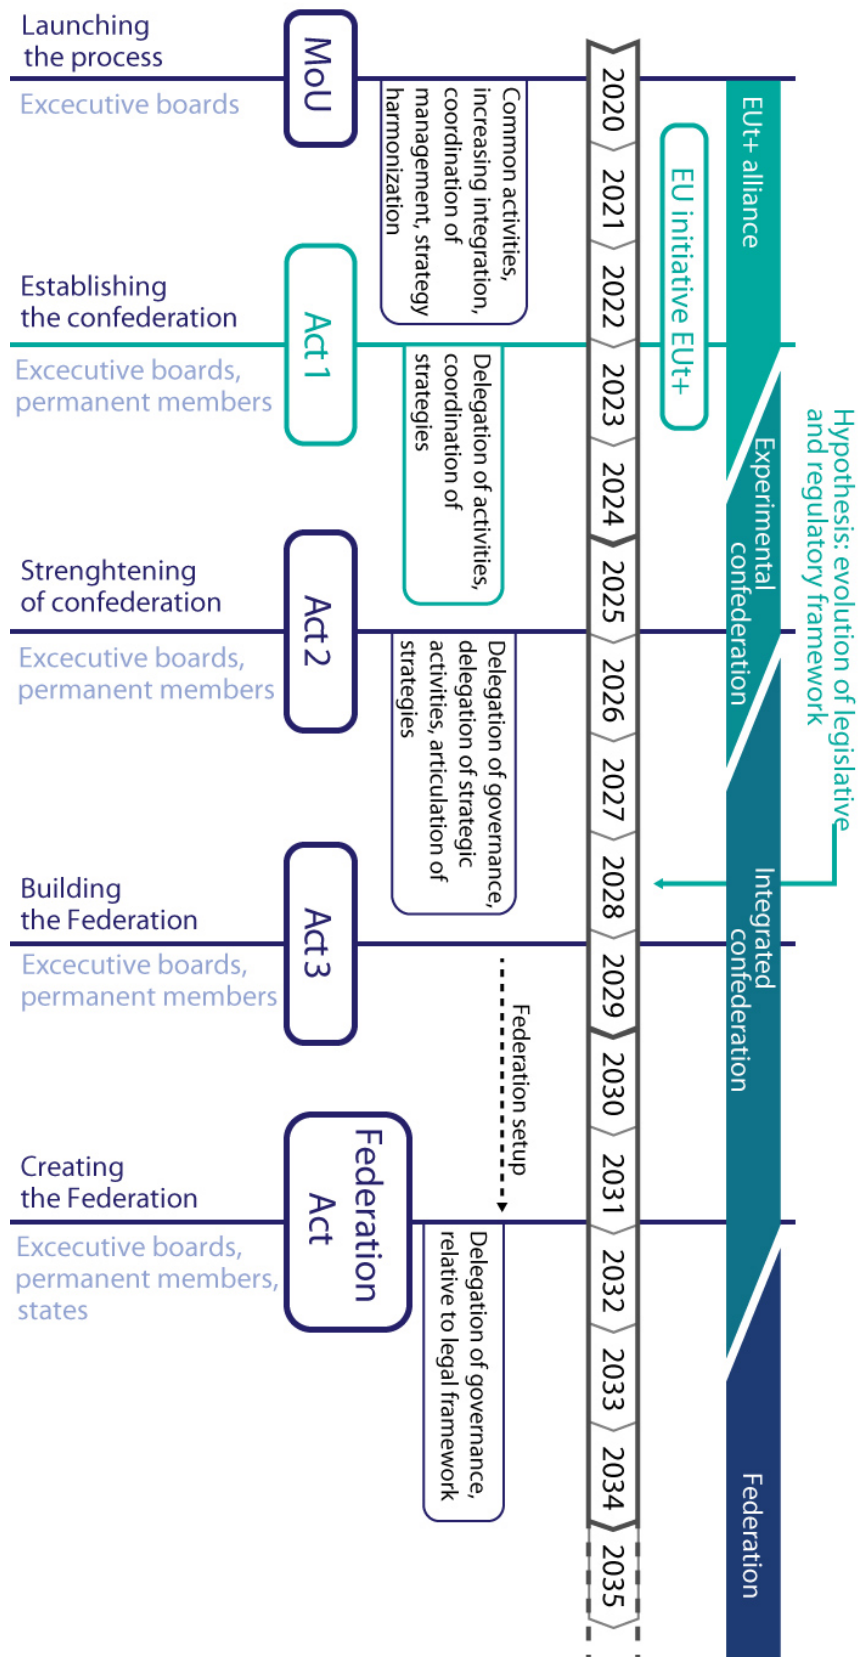 Launching
the process
Excecutive boards
MoU
Common activities,
increasing integration,
coordination of
management, strategy
harmonization
Establishing
the confederation
Excecutive boards,
permanent members
Act 1
Delegation of activities,
coordination of
strategies
Strenghtening
of confederation
Excecutive boards,
permanent members
Act 2
Delegation of governance,
delegation of strategic
activities, articulation of
strategies
Building
the Federation
Excecutive boards,
permanent members
Act 3
Federation setup
Creating
the Federation
Excecutive boards,
permanent members,
states
Federation
Act
Delegation of governance,
relative to legal framework
2020
2021
2022
2023
2024
2025
2026
2027
2028
2029
2030
2031
2032
2033
2034
2035
EU initiative EUt+
EUt+ alliance
Experimental
confederation
Integrated
confederation
Federation
Hypothesis: evolution of legislative
and regulatory framework